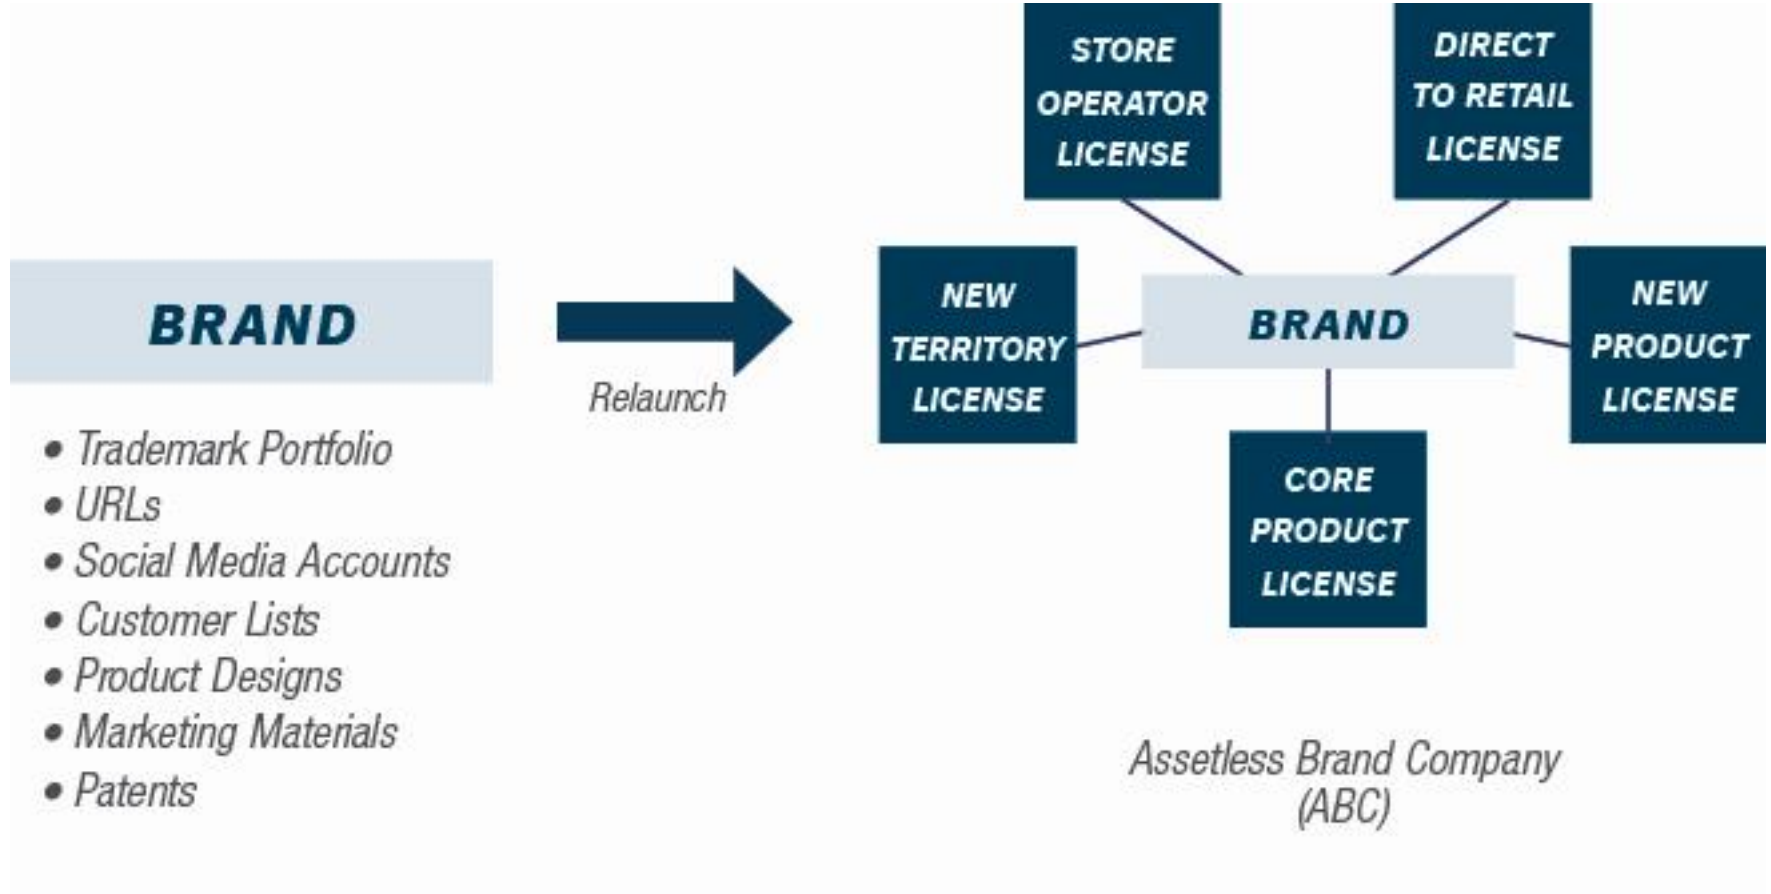 BRAND
• Trademark Portfolio
• URLs
• Social Media Accounts
• Customer Lists
• Product Designs
• Marketing Materials
• Patents
Relaunch
STORE
OPERATOR
LICENSE
DIRECT
TO RETAIL
LICENSE
NEW
TERRITORY
LICENSE
BRAND
NEW
PRODUCT
LICENSE
CORE
PRODUCT
LICENSE
Assetless Brand Company
(ABC)